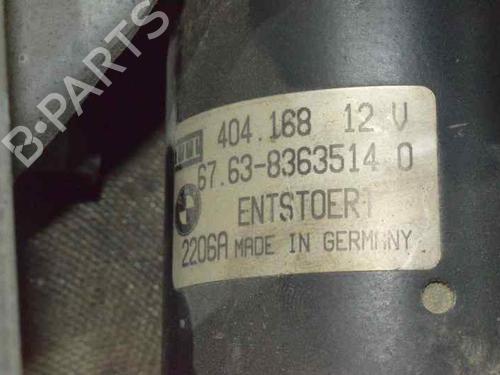 B-PARTS
404.168 12 V
67.63-8363514 0
ENTSTOERT
2206A MADE IN GERMANY